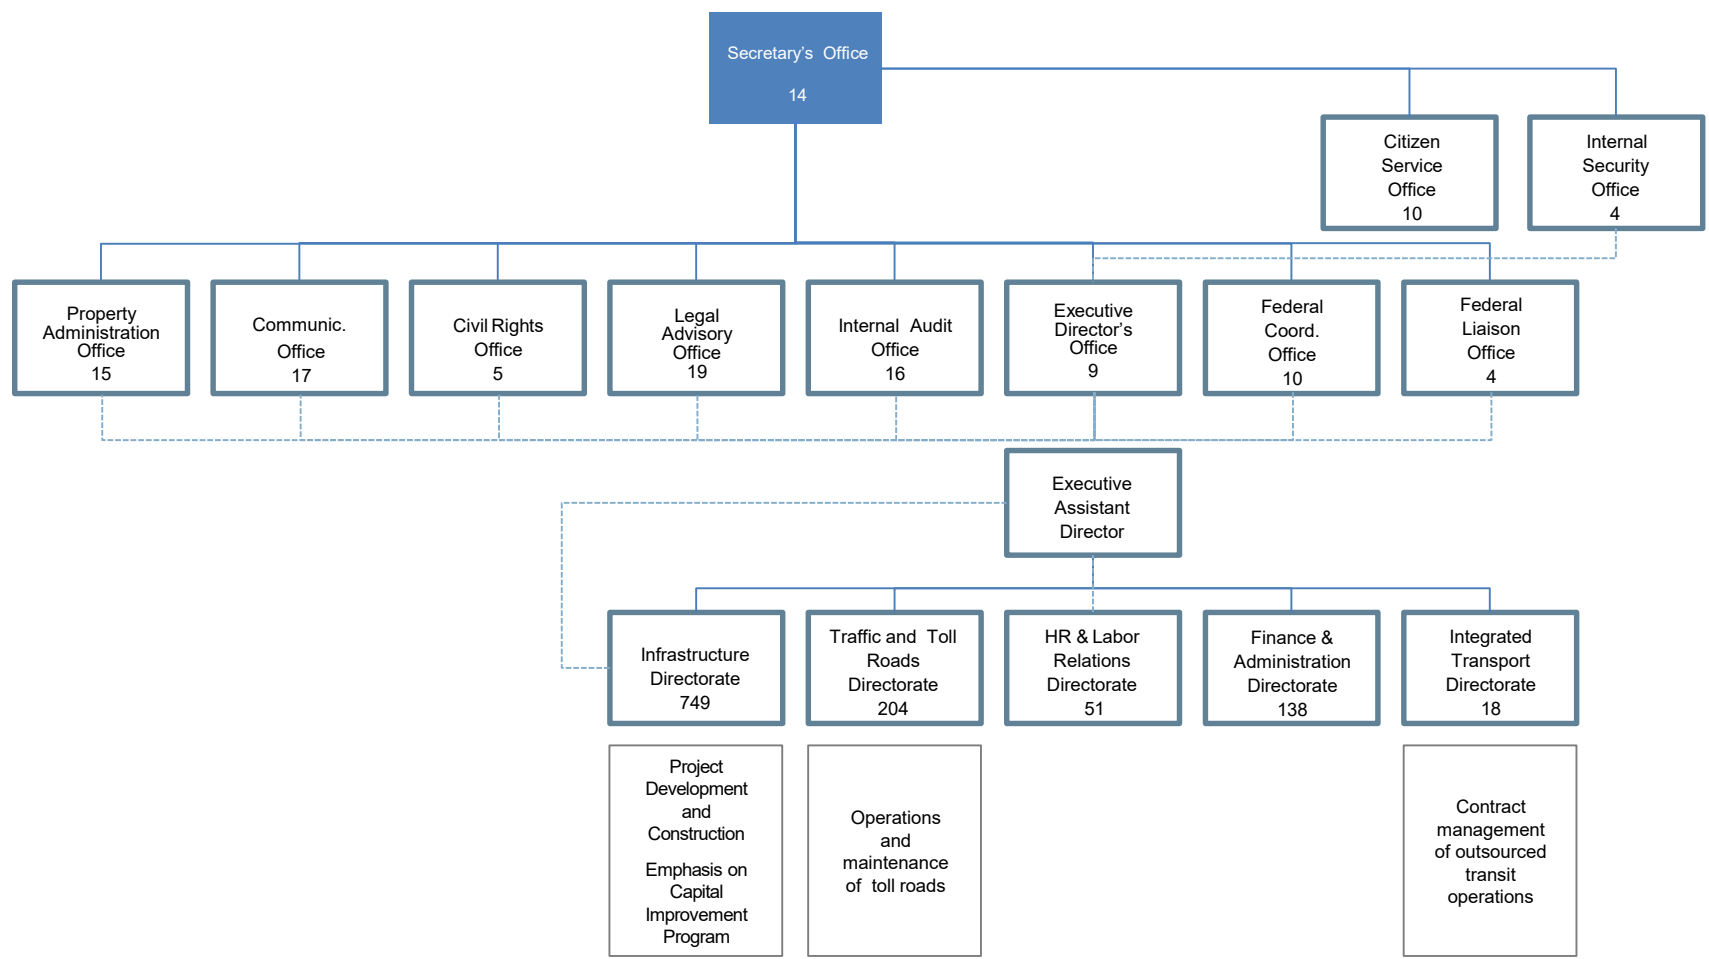 Secretary's Office
14
Citizen
Service
Office
10
Internal
Security
Office
4
Property
Administration
Office
15
Communic.
Office
17
Civil Rights
Office
5
Legal
Advisory
Office
19
Internal Audit
Office
16
Executive
Director's
Office
9
Federal
Coord.
Office
10
Federal
Liaison
Office
4
Executive
Assistant
Director
Infrastructure
Directorate
749
Traffic and Toll
Roads
Directorate
204
HR & Labor
Relations
Directorate
51
Finance &
Administration
Directorate
138
Integrated
Transport
Directorate
18
Project
Development
and
Construction
Emphasis on
Capital
Improvement
Program
Operations
and
maintenance
of toll roads
Contract
management
of outsourced
transit
operations